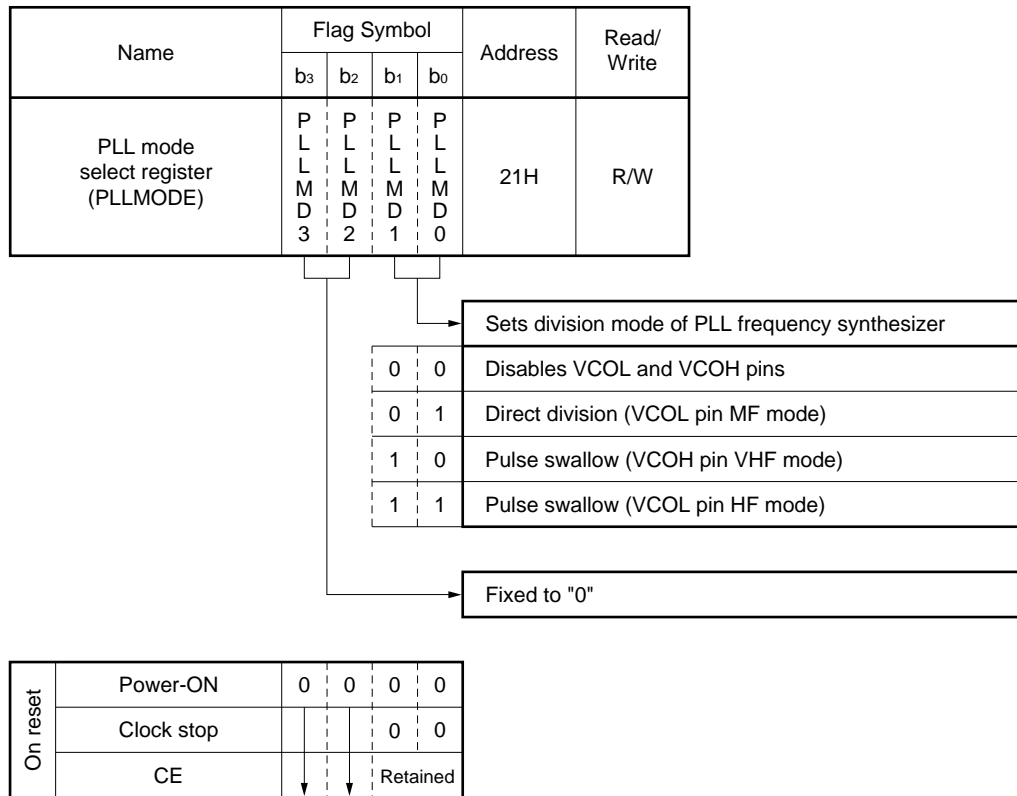 Name Flag Symbol Address Read/ Write
b3 b2 b1 b0
PLL mode
select register
(PLLMODE)
PLLMD3 PLLMD2 PLLMD1 PLLMD0 21H R/W
Sets division mode of PLL frequency synthesizer
0 0 Disables VCOL and VCOH pins
0 1 Direct division (VCOL pin MF mode)
1 0 Pulse swallow (VCOH pin VHF mode)
1 1 Pulse swallow (VCOL pin HF mode)
Fixed to "0"
On reset
Power-ON 0 0 0 0
Clock stop 0 0
CE Retained